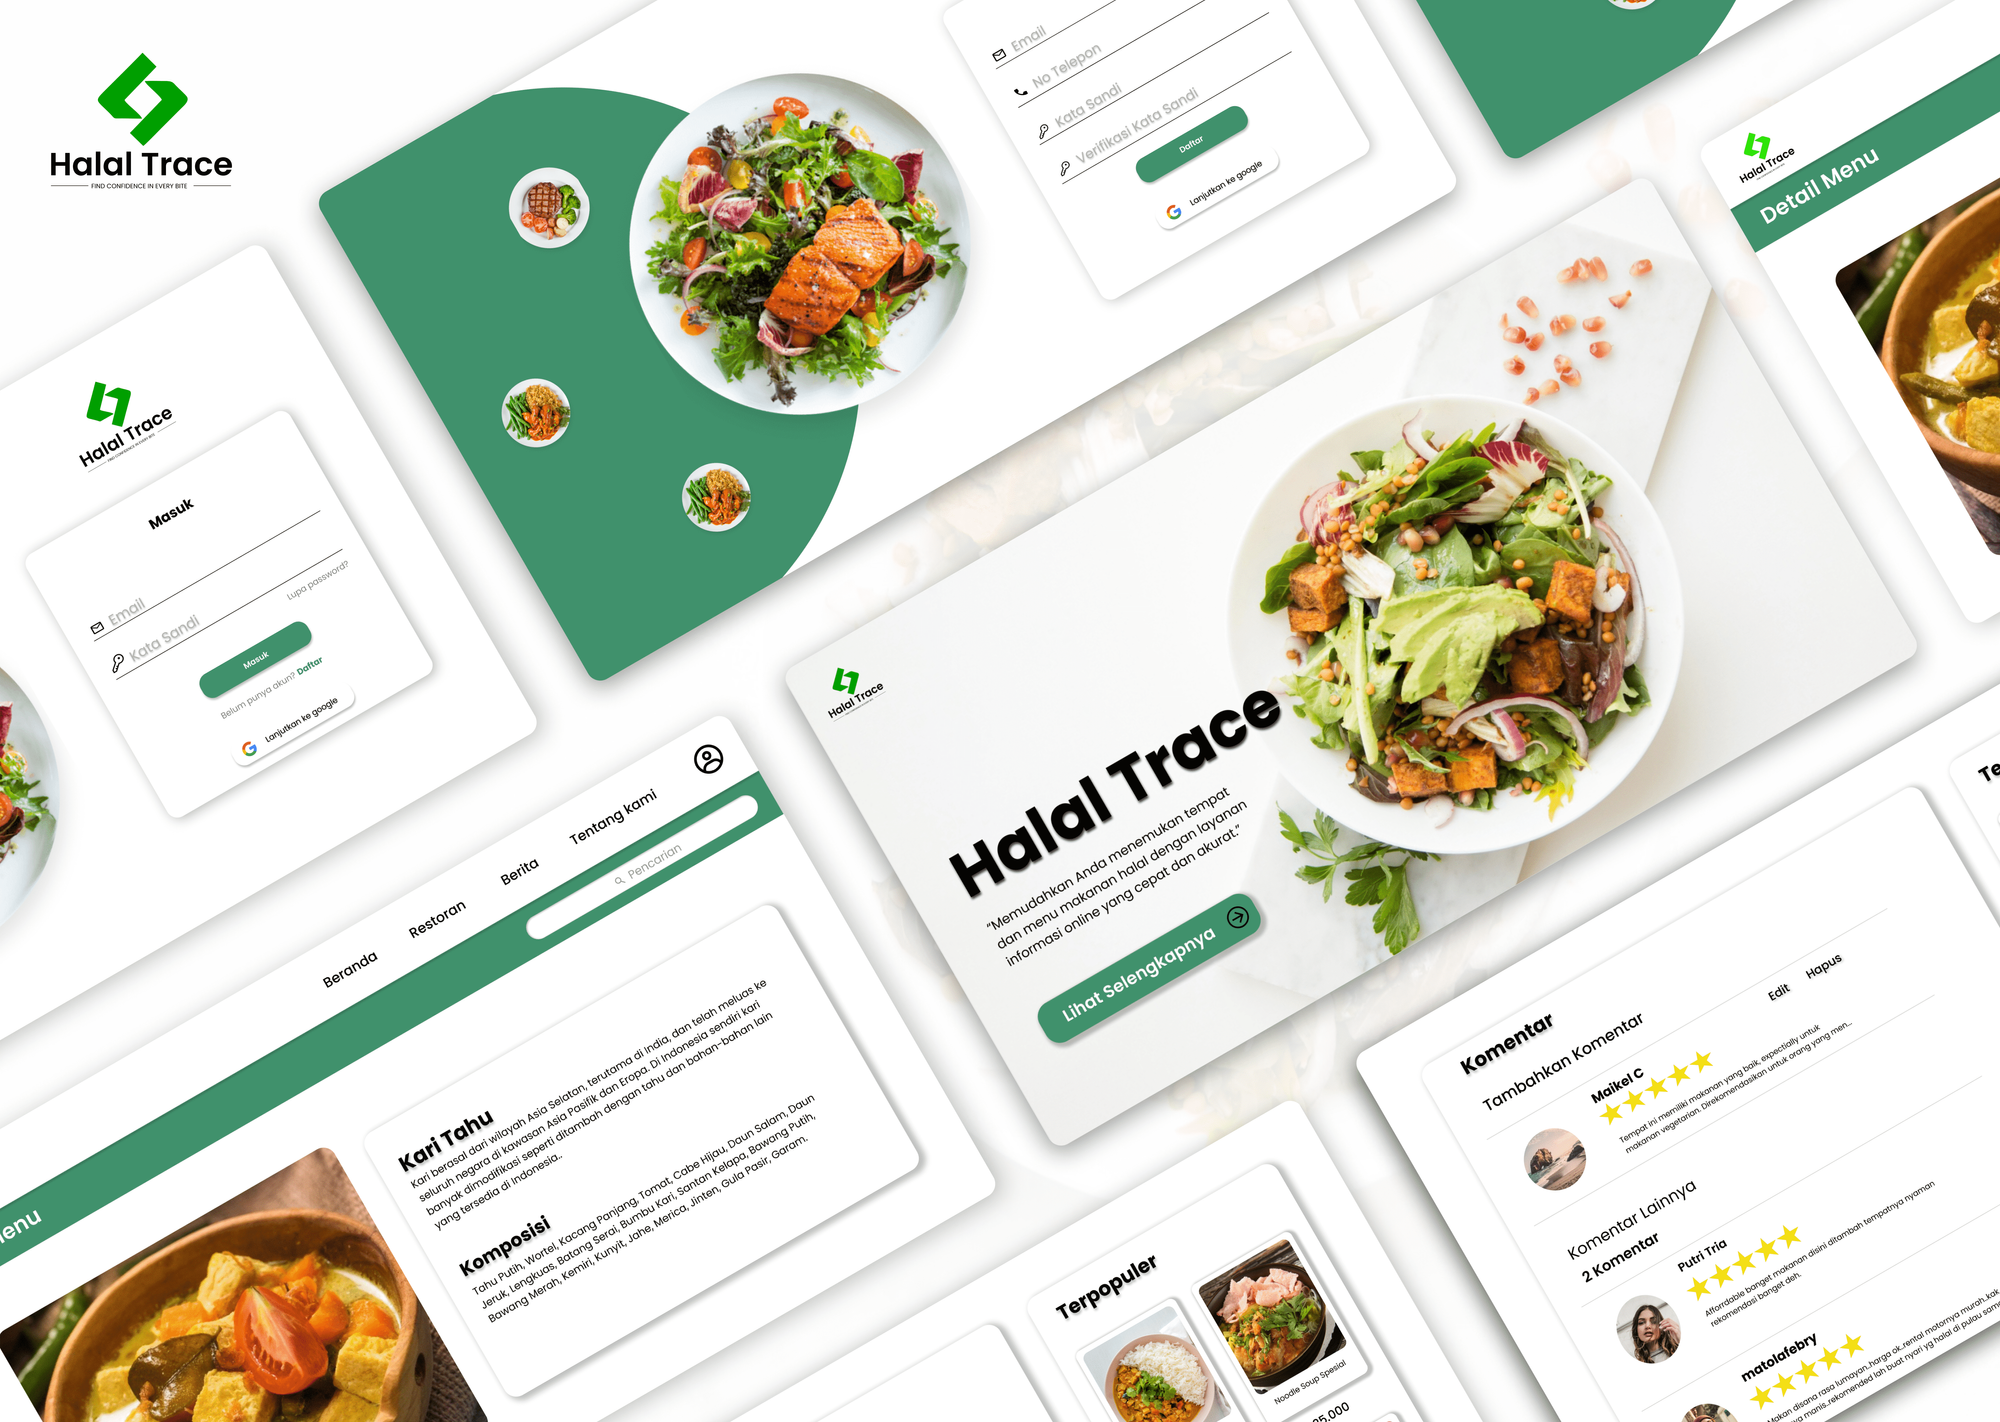 Halal Trace
FIND CONFIDENCE IN EVERY BITE
Email
No Telepon
Kata Sandi
Verifikasi Kata Sandi
Daftar
Lanjutkan ke google
Halal Trace
Detail Menu
Halal Trace
FIND CONFIDENCE IN EVERY BITE
Masuk
Email
Kata Sandi
Lupa password?
Masuk
Belum punya akun? Daftar
Lanjutkan ke google
Halal Trace
Halal Trace
“Memudahkan Anda menemukan tempat
dan menu makanan halal dengan layanan
informasi online yang cepat dan akurat.”
Lihat Selengkapnya
Beranda
Restoran
Berita
Tentang kami
Pencarian
enu
Kari Tahu
Kari berasal dari wilayah Asia Selatan, terutama di India, dan telah meluas ke
seluruh negara di kawasan Asia Pasifik dan Eropa. Di Indonesia sendiri kari
banyak dimodifikasi seperti ditambah dengan tahu dan bahan-bahan lain
yang tersedia di Indonesia..
Komposisi
Tahu Putih, Wortel, Kacang Panjang, Tomat, Cabe Hijau, Daun Salam, Daun
Jeruk, Lengkuas, Batang Serai, Bumbu Kari, Santan Kelapa, Bawang Putih,
Bawang Merah, Kemiri, Kunyit, Jahe, Merica, Jinten, Gula Pasir, Garam.
Terpopuler
Noodle Soup Spesial
25,000
Te
Komentar
Tambahkan Komentar
Edit
Hapus
Maikel C
Tempat ini memiliki makanan yang baik, expectially untuk
makanan vegetarian. Direkomendasikan untuk orang yang men...
Komentar Lainnya
2 Komentar
Putri Tria
Affordable banget makanan disini ditambah tempatnya nyaman
rekomendasi banget deh.
matolafebry
Makan disana rasa lumayan..harga ok..rental motornya murah..kak
manis..rekomended lah buat nyari yg halal di pulau